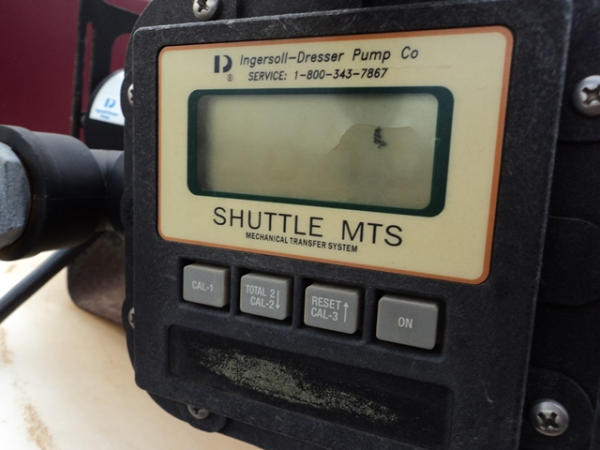 Ingersoll-Dresser Pump Co
SERVICE: 1-800-343-7867
SHUTTLE MTS
MECHANICAL TRANSFER SYSTEM
CAL-1
TOTAL 2↓
CAL-2↓
RESET↑
CAL-3
ON